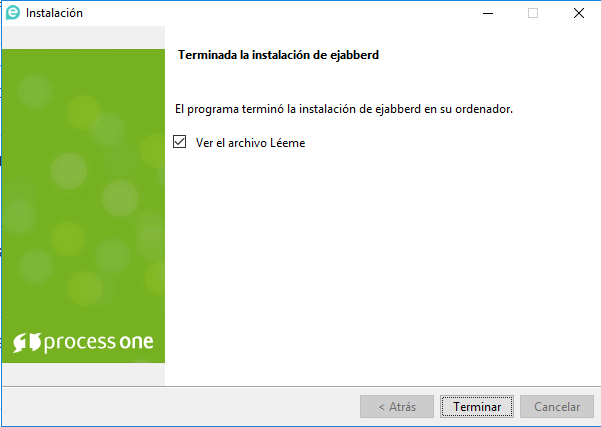 Instalación
Terminada la instalación de ejabberd
El programa terminó la instalación de ejabberd en su ordenador.
Ver el archivo Léeme
process one
< Atrás
Terminar
Cancelar